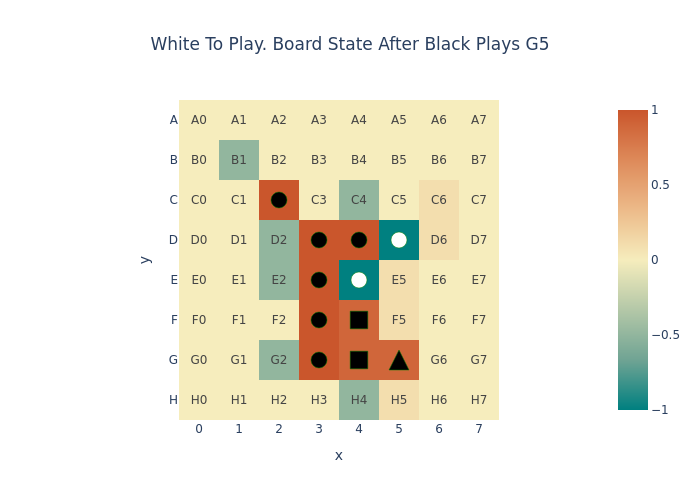 White To Play. Board State After Black Plays G5
A A0 A1 A2 A3 A4 A5 A6 A7
B B0 B1 B2 B3 B4 B5 B6 B7
C C0 C1 C3 C4 C5 C6 C7
D D0 D1 D2 D6 D7
E E0 E1 E2 E5 E6 E7
F F0 F1 F2 F5 F6 F7
G G0 G1 G2 G6 G7
H H0 H1 H2 H3 H4 H5 H6 H7
0 1 2 3 4 5 6 7
x
y
1
0.5
0
−0.5
−1